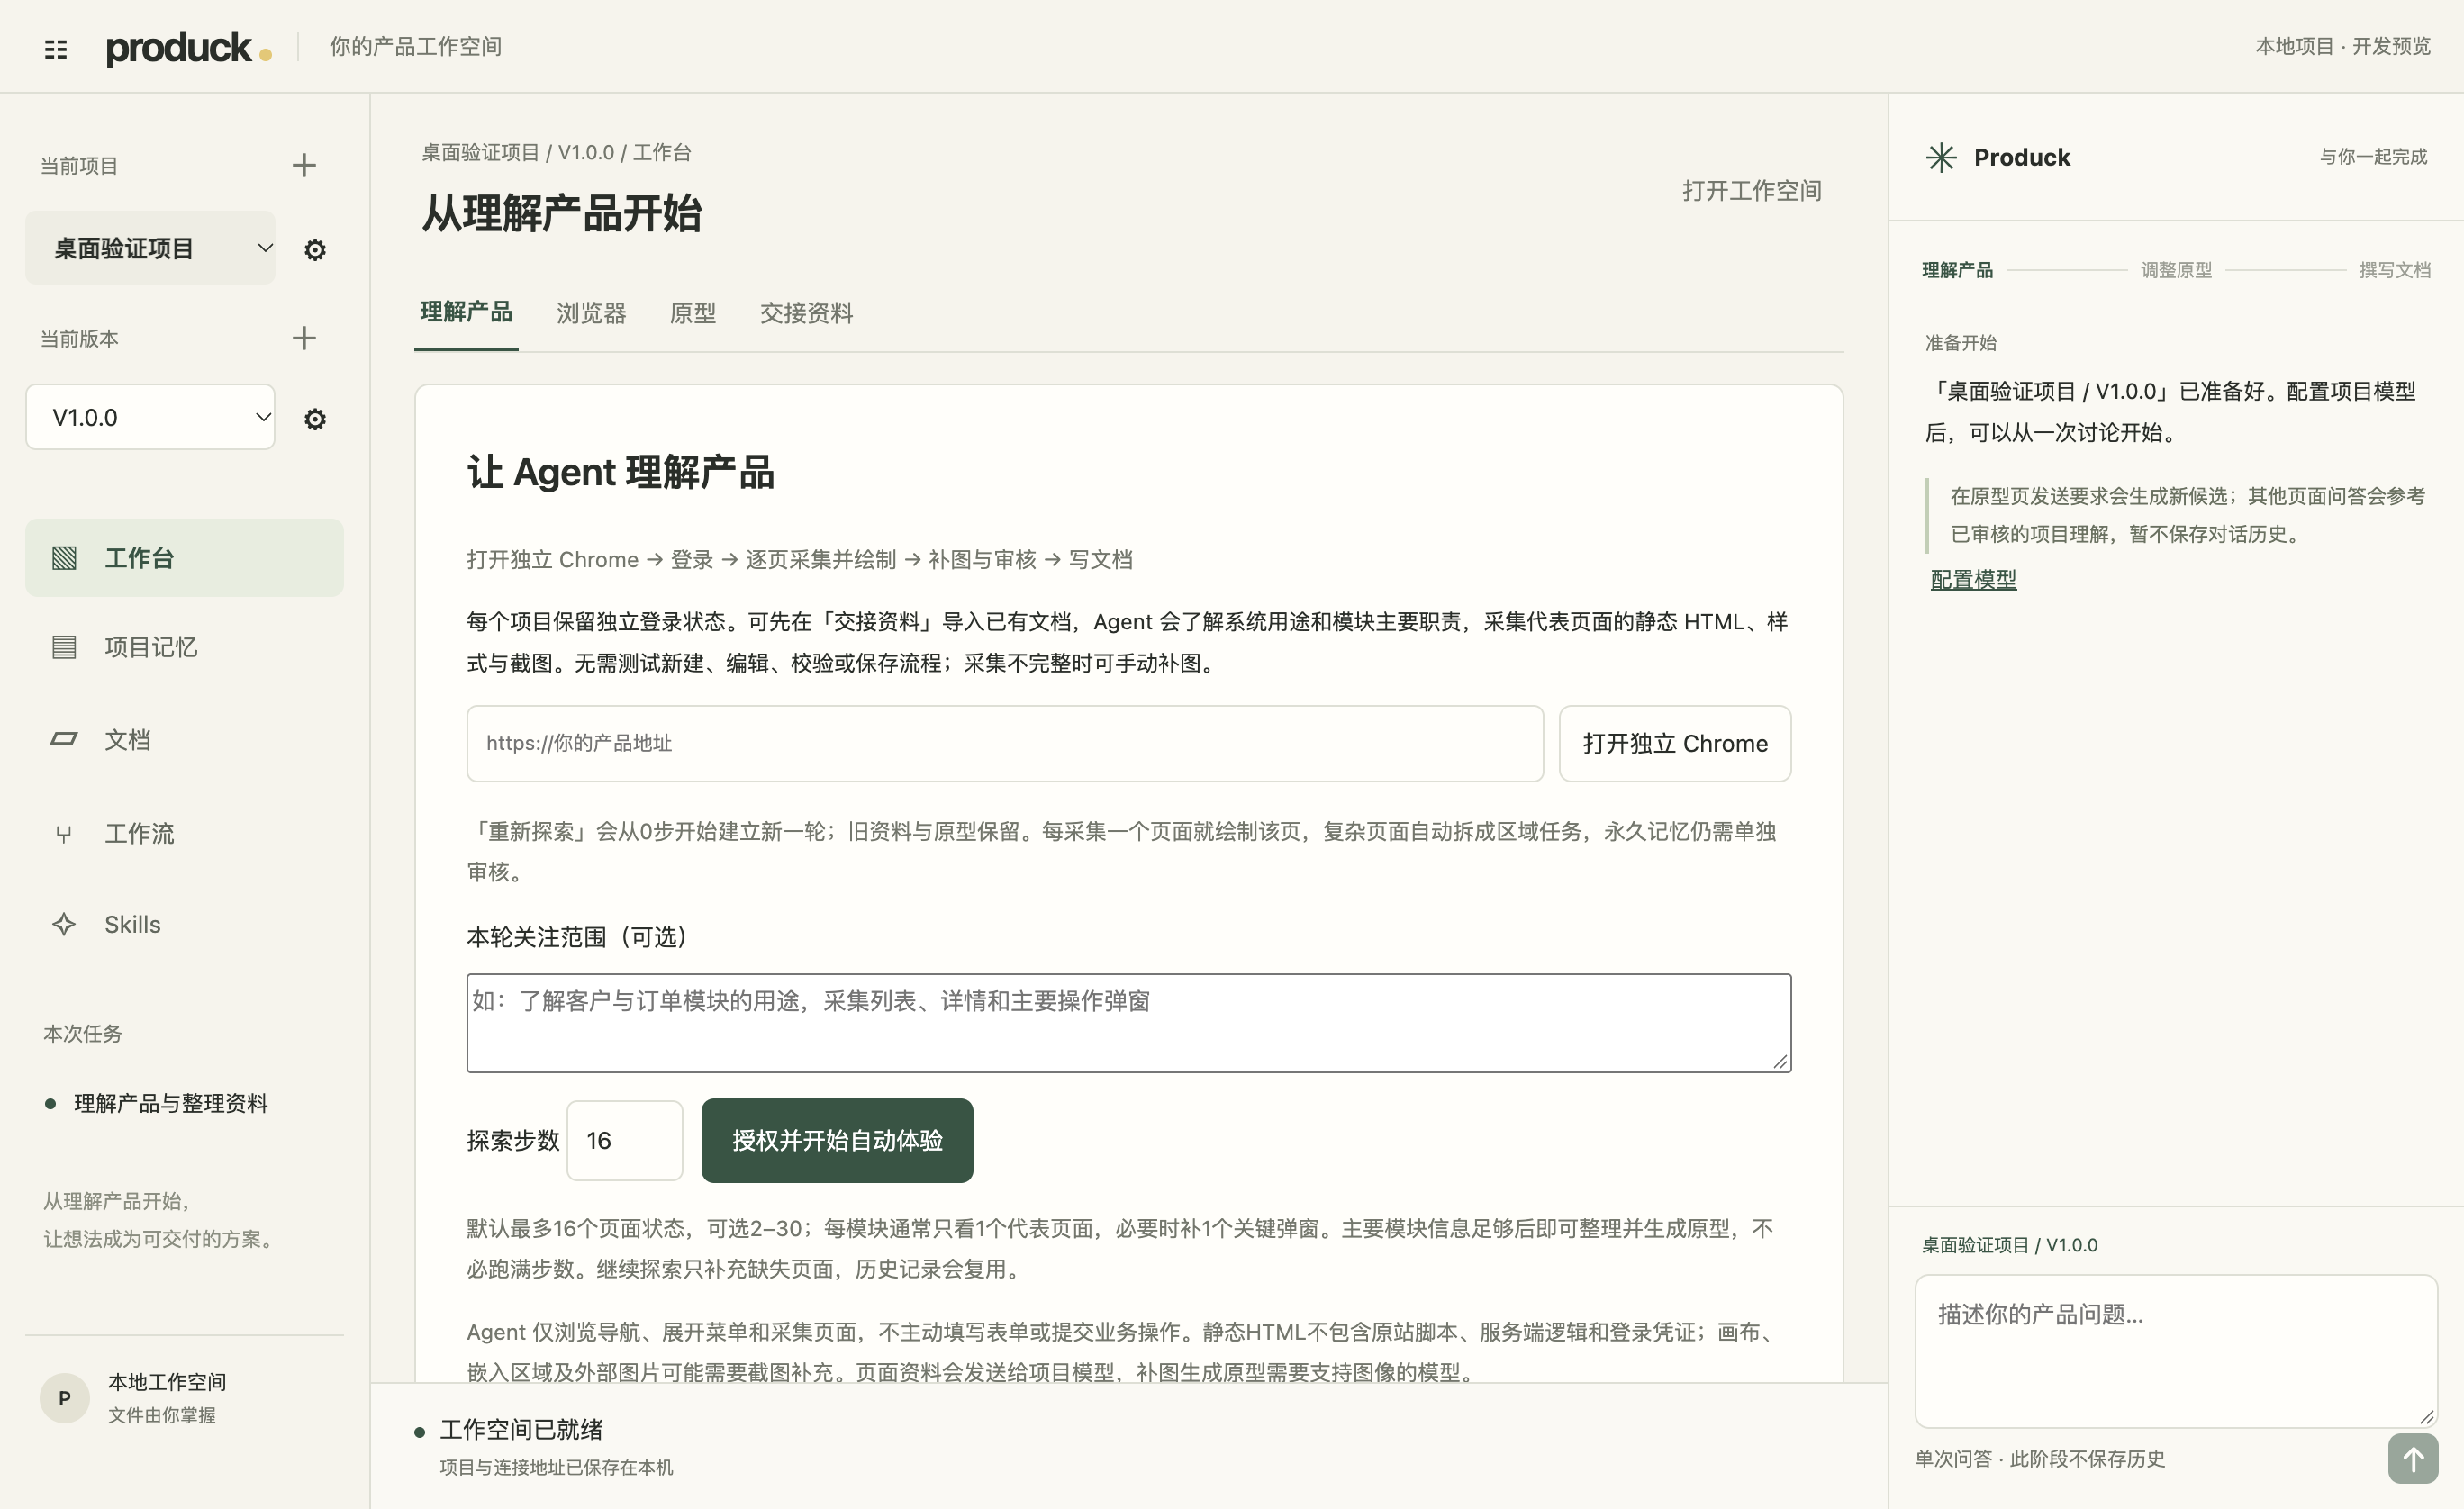 produck
你的产品工作空间
本地项目 · 开发预览
当前项目
桌面验证项目
当前版本
V1.0.0
工作台
项目记忆
文档
工作流
Skills
本次任务
理解产品与整理资料
从理解产品开始，
让想法成为可交付的方案。
P
本地工作空间
文件由你掌握
桌面验证项目 / V1.0.0 / 工作台
从理解产品开始
打开工作空间
理解产品
浏览器
原型
交接资料
让 Agent 理解产品
打开独立 Chrome → 登录 → 逐页采集并绘制 → 补图与审核 → 写文档
每个项目保留独立登录状态。可先在「交接资料」导入已有文档，Agent 会了解系统用途和模块主要职责，采集代表页面的静态 HTML、样
式与截图。无需测试新建、编辑、校验或保存流程；采集不完整时可手动补图。
https://你的产品地址
打开独立 Chrome
「重新探索」会从0步开始建立新一轮；旧资料与原型保留。每采集一个页面就绘制该页，复杂页面自动拆成区域任务，永久记忆仍需单独
审核。
本轮关注范围（可选）
如：了解客户与订单模块的用途，采集列表、详情和主要操作弹窗
探索步数
16
授权并开始自动体验
默认最多16个页面状态，可选2–30；每模块通常只看1个代表页面，必要时补1个关键弹窗。主要模块信息足够后即可整理并生成原型，不
必跑满步数。继续探索只补充缺失页面，历史记录会复用。
Agent 仅浏览导航、展开菜单和采集页面，不主动填写表单或提交业务操作。静态HTML不包含原站脚本、服务端逻辑和登录凭证；画布、
嵌入区域及外部图片可能需要截图补充。页面资料会发送给项目模型，补图生成原型需要支持图像的模型。
工作空间已就绪
项目与连接地址已保存在本机
Produck
与你一起完成
理解产品
调整原型
撰写文档
准备开始
「桌面验证项目 / V1.0.0」已准备好。配置项目模型
后，可以从一次讨论开始。
在原型页发送要求会生成新候选；其他页面问答会参考
已审核的项目理解，暂不保存对话历史。
配置模型
桌面验证项目 / V1.0.0
描述你的产品问题...
单次问答 · 此阶段不保存历史